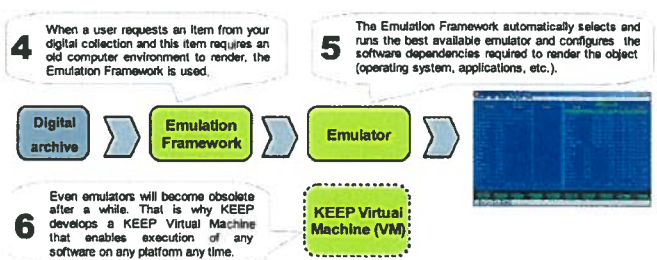 4
When a user requests an item from your
digital collection and this item requires an
old computer environment to render, the
Emulation Framework is used.
5
The Emulation Framework automatically selects and
runs the best available emulator and configures the
software dependencies required to render the object
(operating system, applications, etc.).
Digital
archive
Emulation
Framework
Emulator
6
Even emulators will become obsolete
after a while. That is why KEEP
develops a KEEP Virtual Machine
that enables execution of any
software on any platform any time.
KEEP Virtual
Machine (VM)